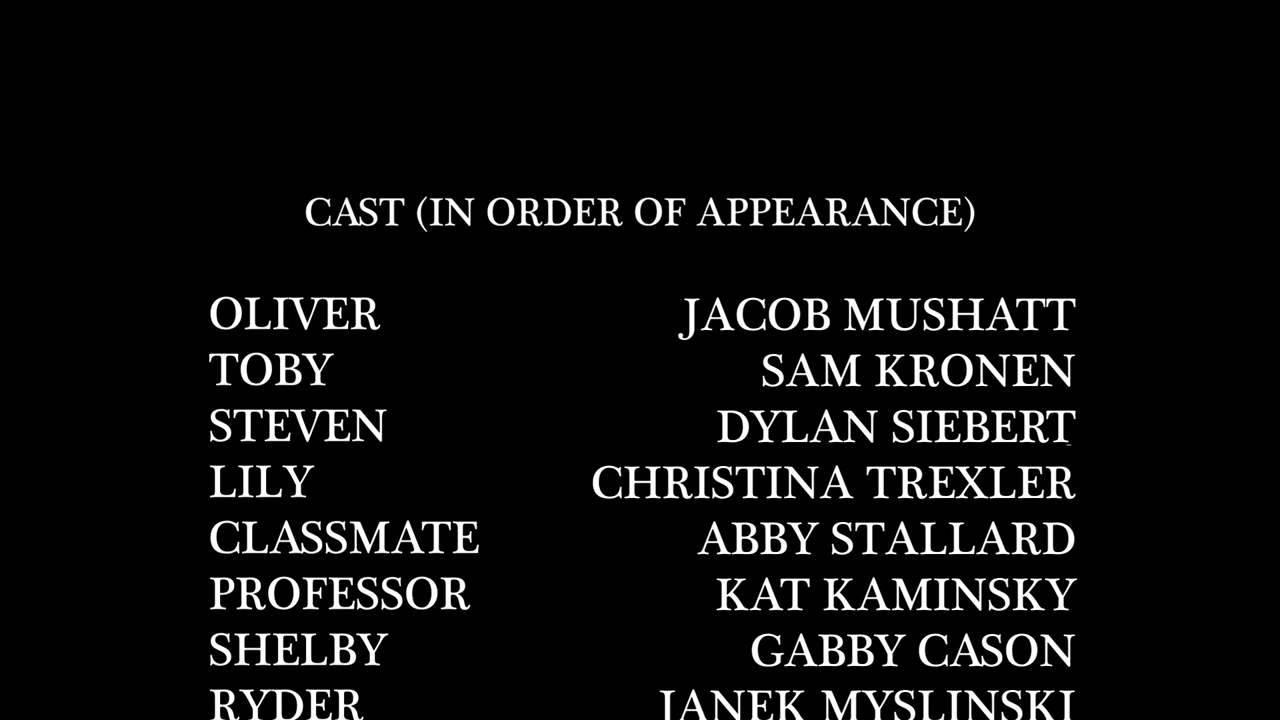 CAST (IN ORDER OF APPEARANCE)
OLIVER JACOB MUSHATT
TOBY SAM KRONEN
STEVEN DYLAN SIEBERT
LILY CHRISTINA TREXLER
CLASSMATE ABBY STALLARD
PROFESSOR KAT KAMINSKY
SHELBY GABBY CASON
RYDER JANEK MYSLINSKI